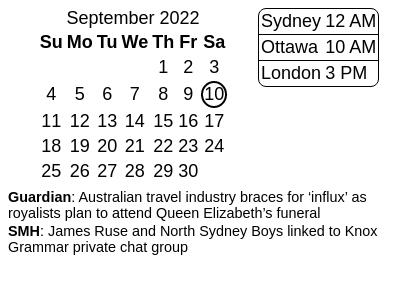 September 2022
Su Mo Tu We Th Fr Sa
1 2 3
4 5 6 7 8 9 10
11 12 13 14 15 16 17
18 19 20 21 22 23 24
25 26 27 28 29 30
Sydney 12 AM
Ottawa 10 AM
London 3 PM
Guardian: Australian travel industry braces for ‘influx’ as
royalists plan to attend Queen Elizabeth’s funeral
SMH: James Ruse and North Sydney Boys linked to Knox
Grammar private chat group